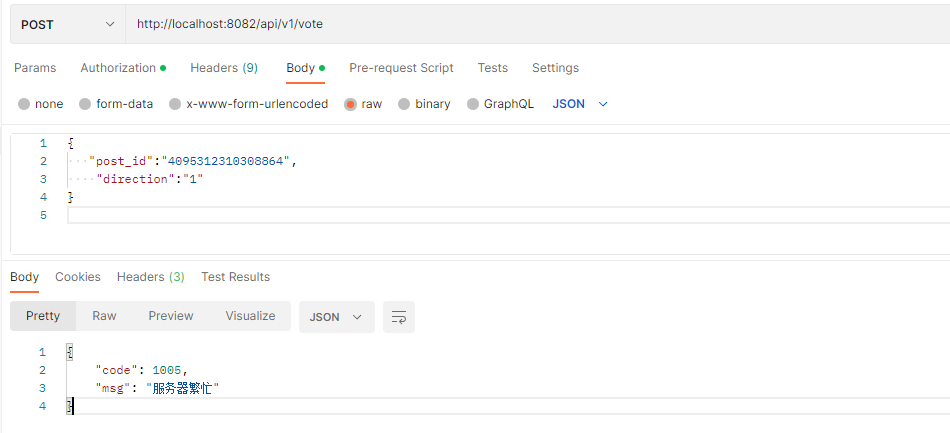 POST http://localhost:8082/api/v1/vote
Params Authorization Headers (9) Body Pre-request Script Tests Settings
none form-data x-www-form-urlencoded raw binary GraphQL JSON
1 {
2 "post_id":"4095312310308864",
3 "direction":"1"
4 }
5
Body Cookies Headers (3) Test Results
Pretty Raw Preview Visualize JSON
1 {
2 "code": 1005,
3 "msg": "服务器繁忙"
4 }